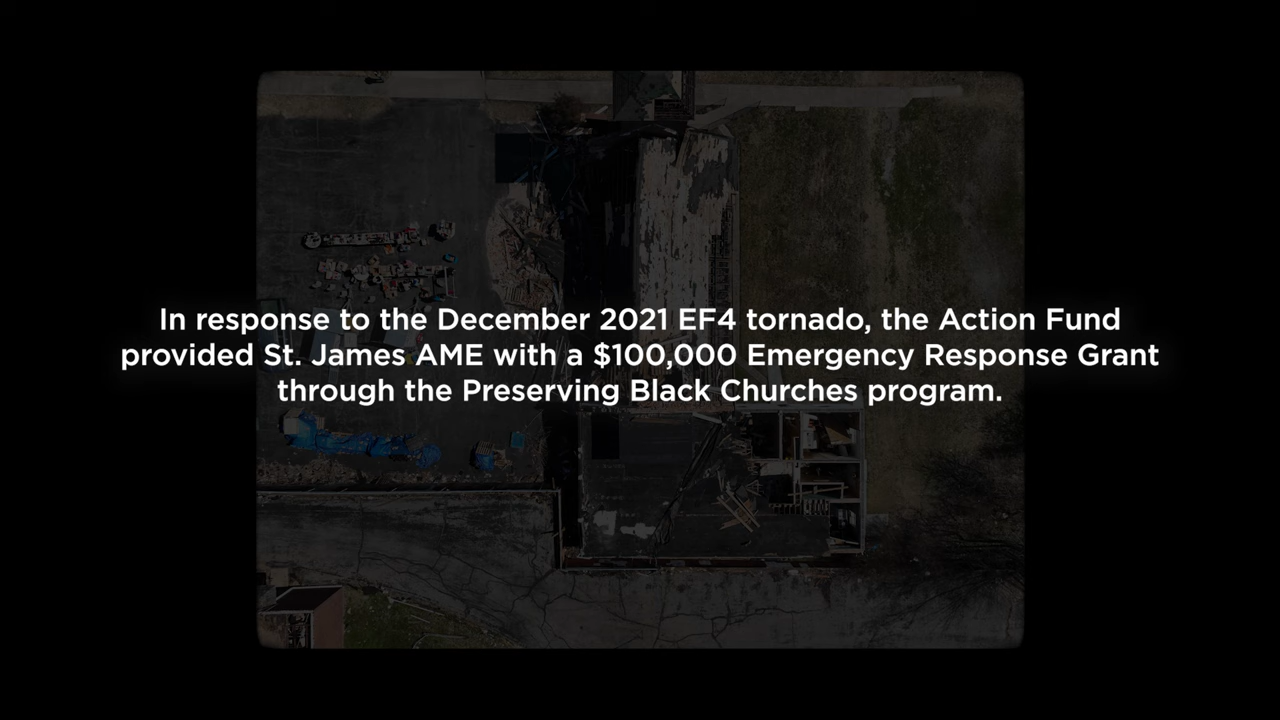 In response to the December 2021 EF4 tornado, the Action Fund
provided St. James AME with a $100,000 Emergency Response Grant
through the Preserving Black Churches program.